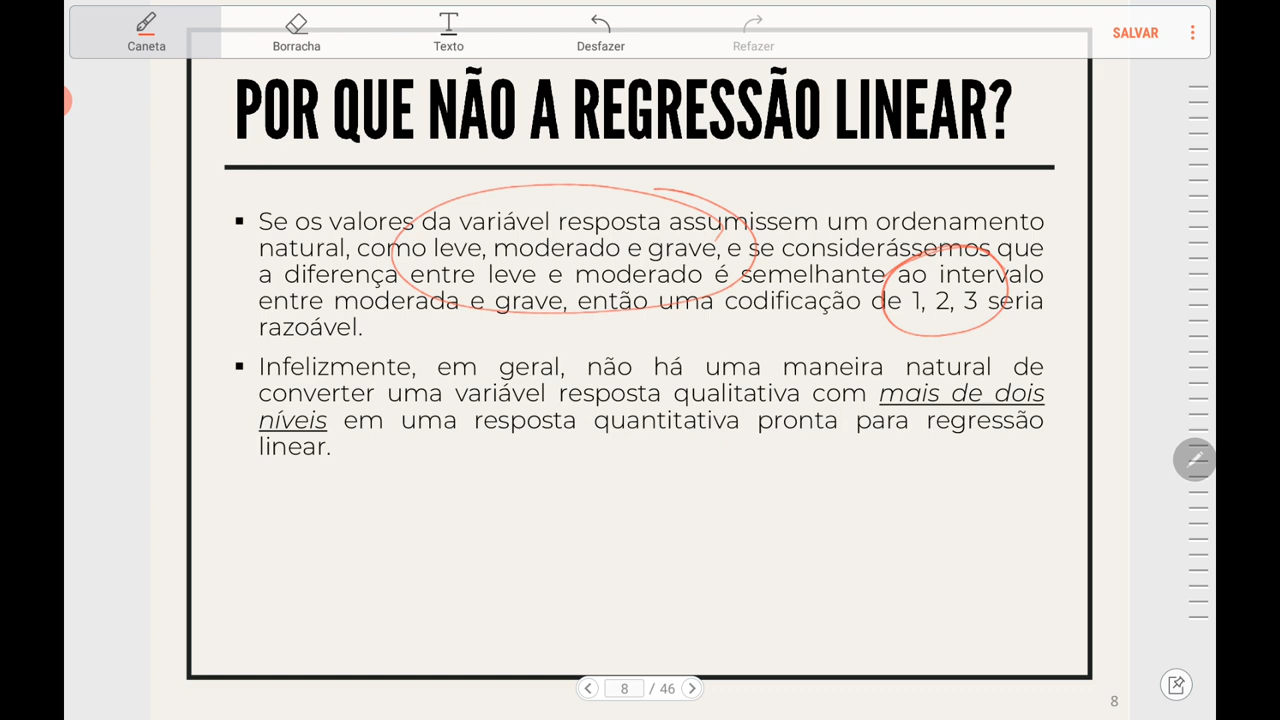 Caneta
Borracha
Texto
Desfazer
Refazer
SALVAR
POR QUE NÃO A REGRESSÃO LINEAR?
▪ Se os valores da variável resposta assumissem um ordenamento
natural, como leve, moderado e grave, e se considerássemos que
a diferença entre leve e moderado é semelhante ao intervalo
entre moderada e grave, então uma codificação de 1, 2, 3 seria
razoável.
▪ Infelizmente, em geral, não há uma maneira natural de
converter uma variável resposta qualitativa com mais de dois
níveis em uma resposta quantitativa pronta para regressão
linear.
8 / 46
8